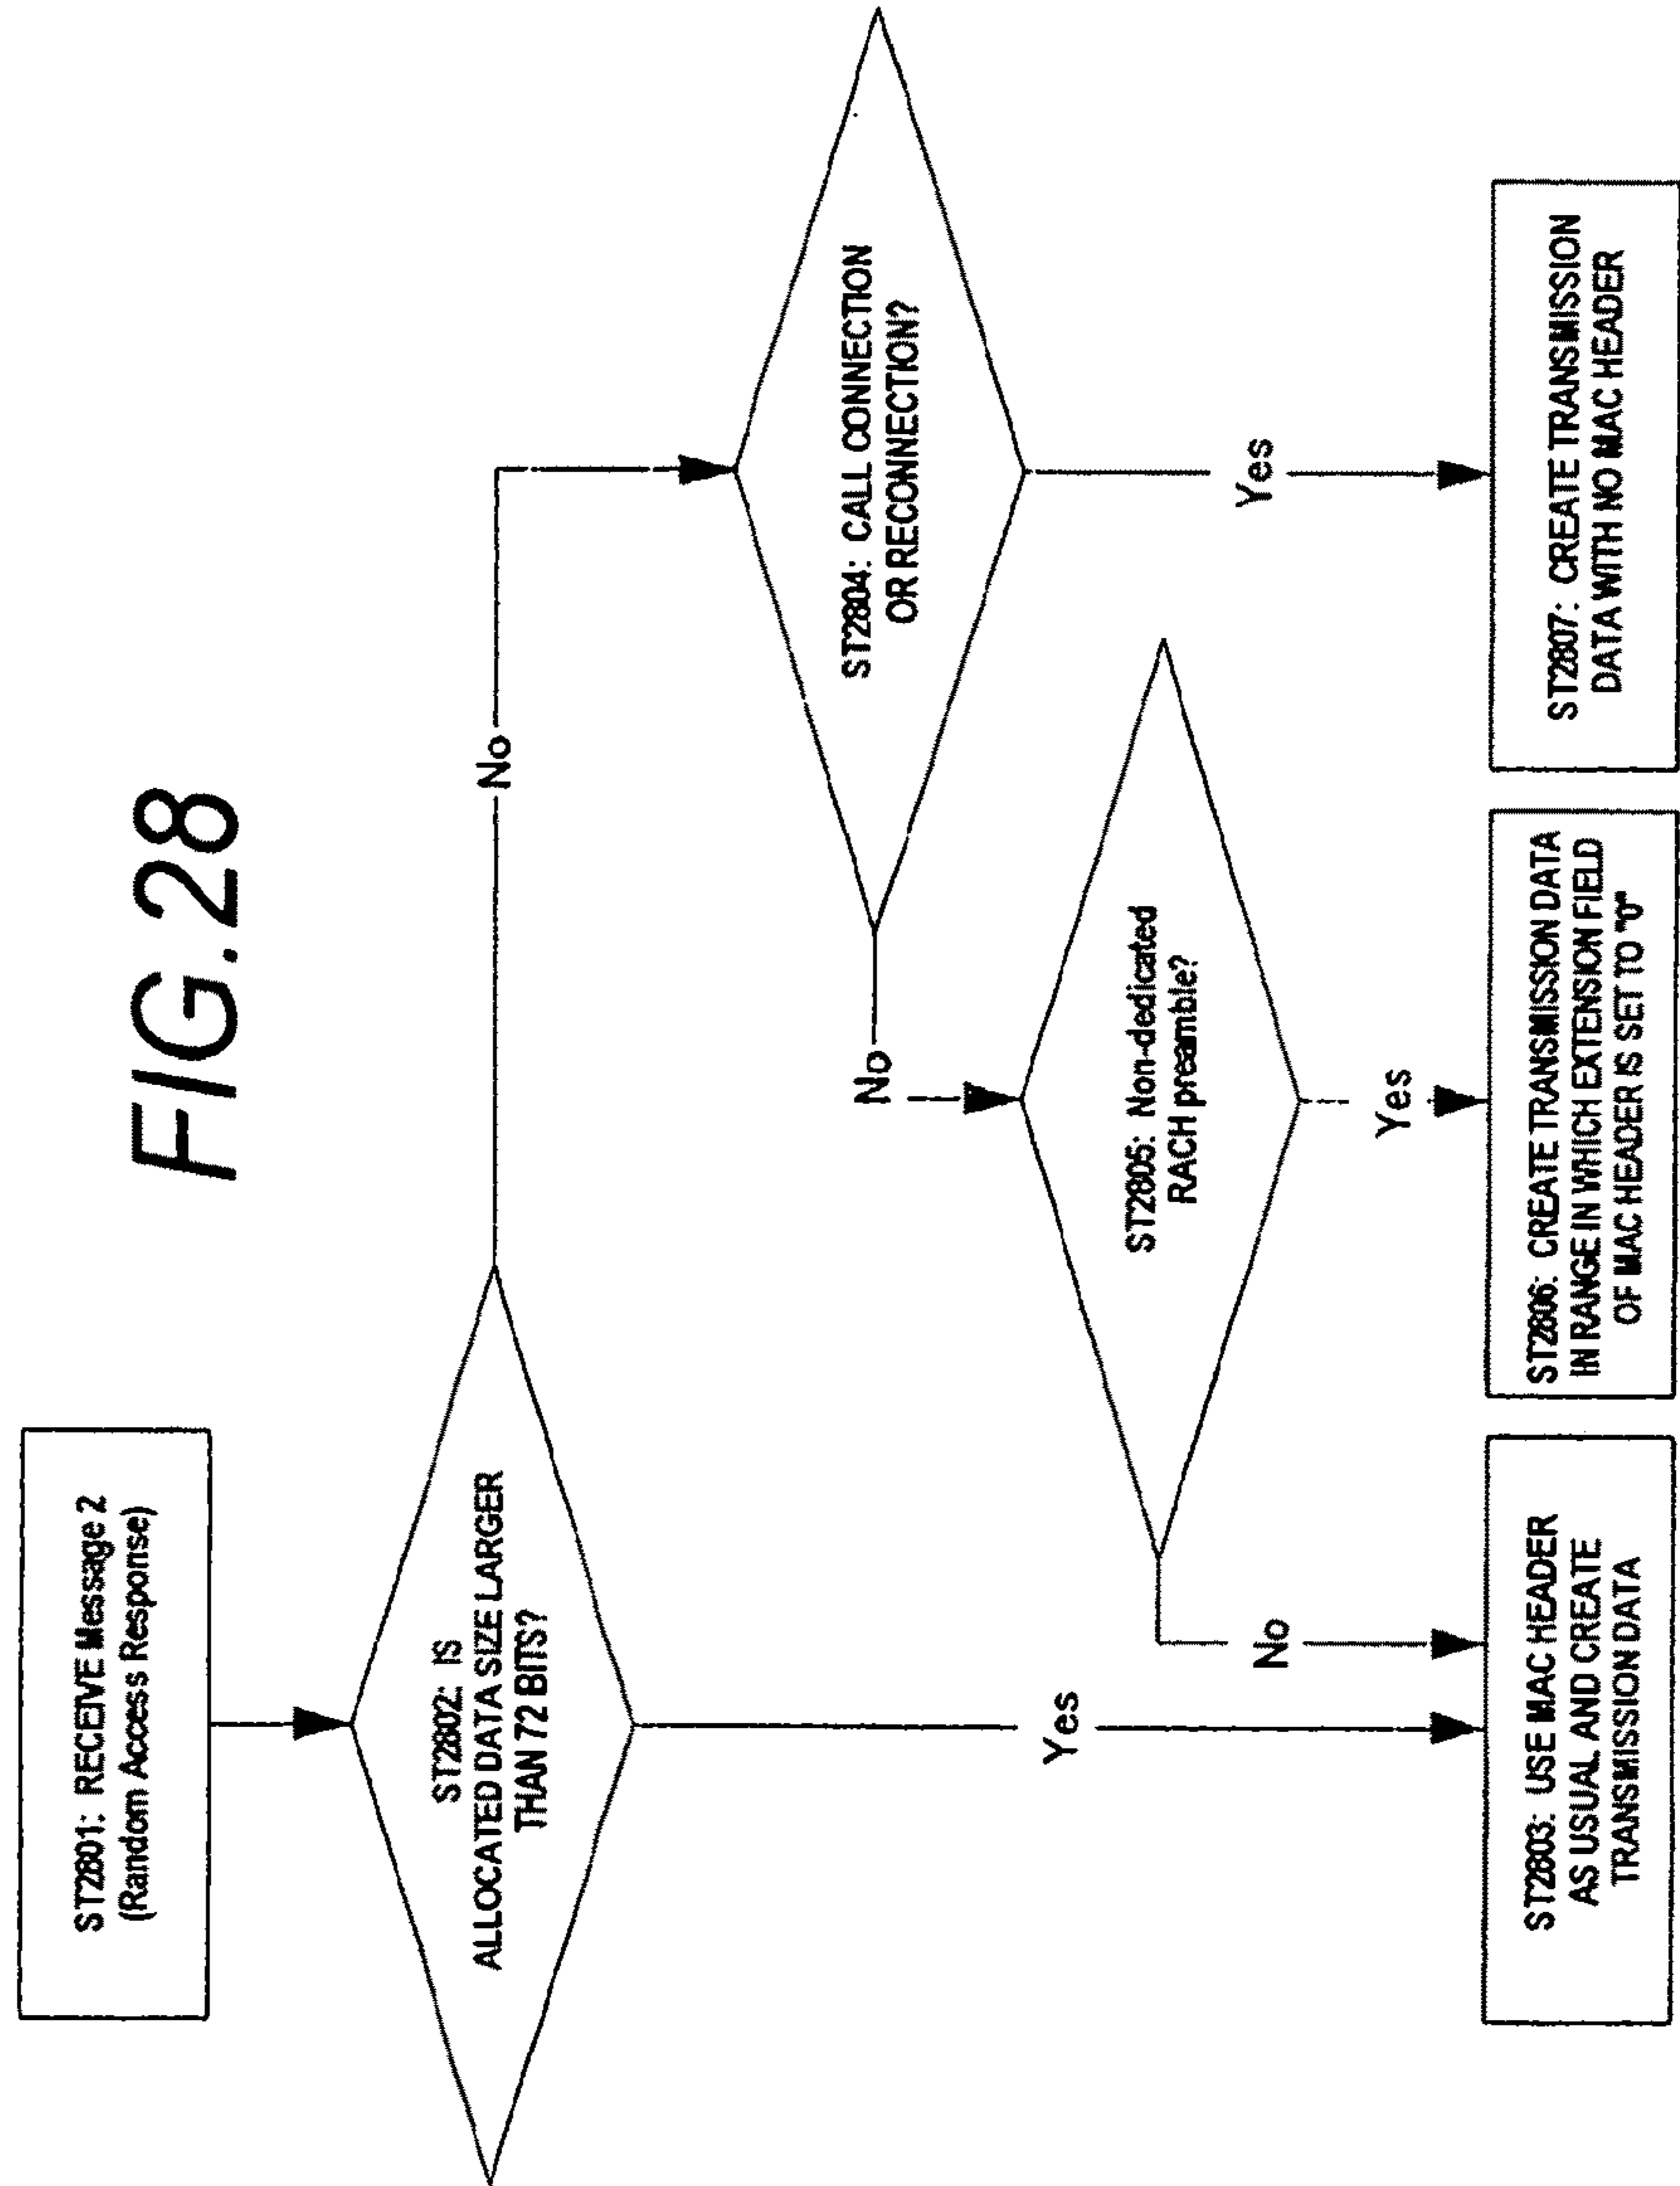 FIG.28
ST2801: RECEIVE Message 2
(Random Access Response)
ST2802: IS
ALLOCATED DATA SIZE LARGER
THAN 72 BITS?
No
Yes
ST2804: CALL CONNECTION
OR RECONNECTION?
No
Yes
ST2805: Non-dedicated
RACH preamble?
No
Yes
ST2803: USE MAC HEADER
AS USUAL AND CREATE
TRANSMISSION DATA
ST2806: CREATE TRANSMISSION DATA
IN RANGE IN WHICH EXTENSION FIELD
OF MAC HEADER IS SET TO "0"
ST2807: CREATE TRANSMISSION
DATA WITH NO MAC HEADER